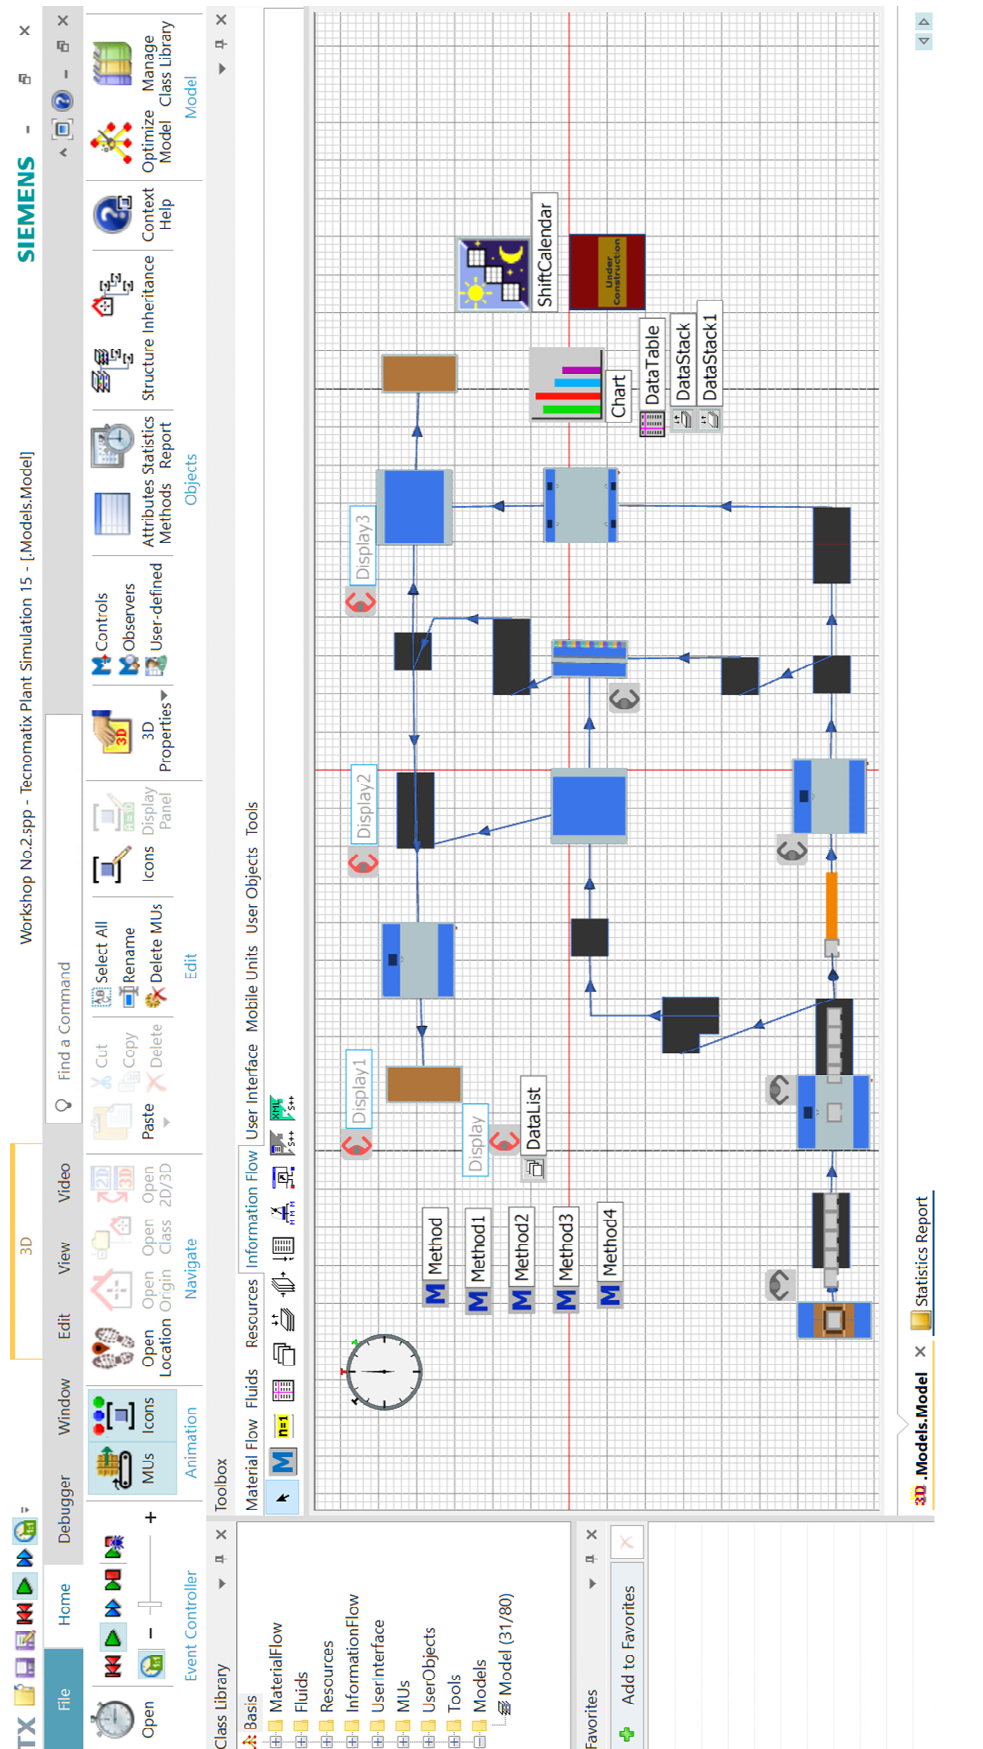 TX
Workshop No.2.spp - Tecnomatix Plant Simulation 15 - [.Models.Model]
SIEMENS
File
Home
Debugger
Window
Edit
View
Video
3D
Find a Command
Open
Event Controller
MUs
Icons
Animation
Open Location
Open Origin
Open Class
Open 2D/3D
Navigate
Paste
Cut
Copy
Delete
Select All
Rename
Delete MUs
Edit
Icons
Display Panel
3D Properties
Controls
Observers
User-defined
Attributes Methods
Statistics Report
Structure
Inheritance
Objects
Context Help
Optimize Model
Manage Class Library
Model
Class Library
Basis
MaterialFlow
Fluids
Resources
InformationFlow
UserInterface
MUs
UserObjects
Tools
Models
Model (31/80)
Favorites
Add to Favorites
Toolbox
Material Flow
Fluids
Resources
Information Flow
User Interface
Mobile Units
User Objects
Tools
M
n=1
XML
Display1
Display2
Display3
Display
DataList
M Method
M Method1
M Method2
M Method3
M Method4
ShiftCalendar
Under Construction
Chart
DataTable
DataStack
DataStack1
3D .Models.Model
Statistics Report